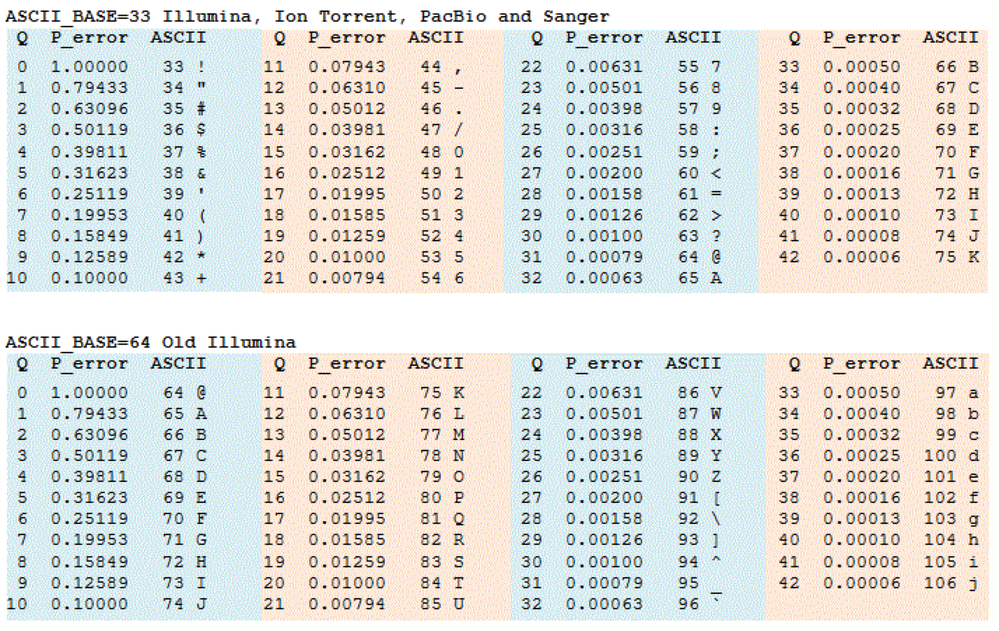 ASCII_BASE=33 Illumina, Ion Torrent, PacBio and Sanger
Q P_error ASCII Q P_error ASCII Q P_error ASCII Q P_error ASCII
0 1.00000 33 ! 11 0.07943 44 , 22 0.00631 55 7 33 0.00050 66 B
1 0.79433 34 " 12 0.06310 45 - 23 0.00501 56 8 34 0.00040 67 C
2 0.63096 35 # 13 0.05012 46 . 24 0.00398 57 9 35 0.00032 68 D
3 0.50119 36 $ 14 0.03981 47 / 25 0.00316 58 : 36 0.00025 69 E
4 0.39811 37 % 15 0.03162 48 0 26 0.00251 59 ; 37 0.00020 70 F
5 0.31623 38 & 16 0.02512 49 1 27 0.00200 60 < 38 0.00016 71 G
6 0.25119 39 ' 17 0.01995 50 2 28 0.00158 61 = 39 0.00013 72 H
7 0.19953 40 ( 18 0.01585 51 3 29 0.00126 62 > 40 0.00010 73 I
8 0.15849 41 ) 19 0.01259 52 4 30 0.00100 63 ? 41 0.00008 74 J
9 0.12589 42 * 20 0.01000 53 5 31 0.00079 64 @ 42 0.00006 75 K
10 0.10000 43 + 21 0.00794 54 6 32 0.00063 65 A
ASCII_BASE=64 Old Illumina
Q P_error ASCII Q P_error ASCII Q P_error ASCII Q P_error ASCII
0 1.00000 64 @ 11 0.07943 75 K 22 0.00631 86 V 33 0.00050 97 a
1 0.79433 65 A 12 0.06310 76 L 23 0.00501 87 W 34 0.00040 98 b
2 0.63096 66 B 13 0.05012 77 M 24 0.00398 88 X 35 0.00032 99 c
3 0.50119 67 C 14 0.03981 78 N 25 0.00316 89 Y 36 0.00025 100 d
4 0.39811 68 D 15 0.03162 79 O 26 0.00251 90 Z 37 0.00020 101 e
5 0.31623 69 E 16 0.02512 80 P 27 0.00200 91 [ 38 0.00016 102 f
6 0.25119 70 F 17 0.01995 81 Q 28 0.00158 92 \ 39 0.00013 103 g
7 0.19953 71 G 18 0.01585 82 R 29 0.00126 93 ] 40 0.00010 104 h
8 0.15849 72 H 19 0.01259 83 S 30 0.00100 94 ^ 41 0.00008 105 i
9 0.12589 73 I 20 0.01000 84 T 31 0.00079 95 _ 42 0.00006 106 j
10 0.10000 74 J 21 0.00794 85 U 32 0.00063 96 `